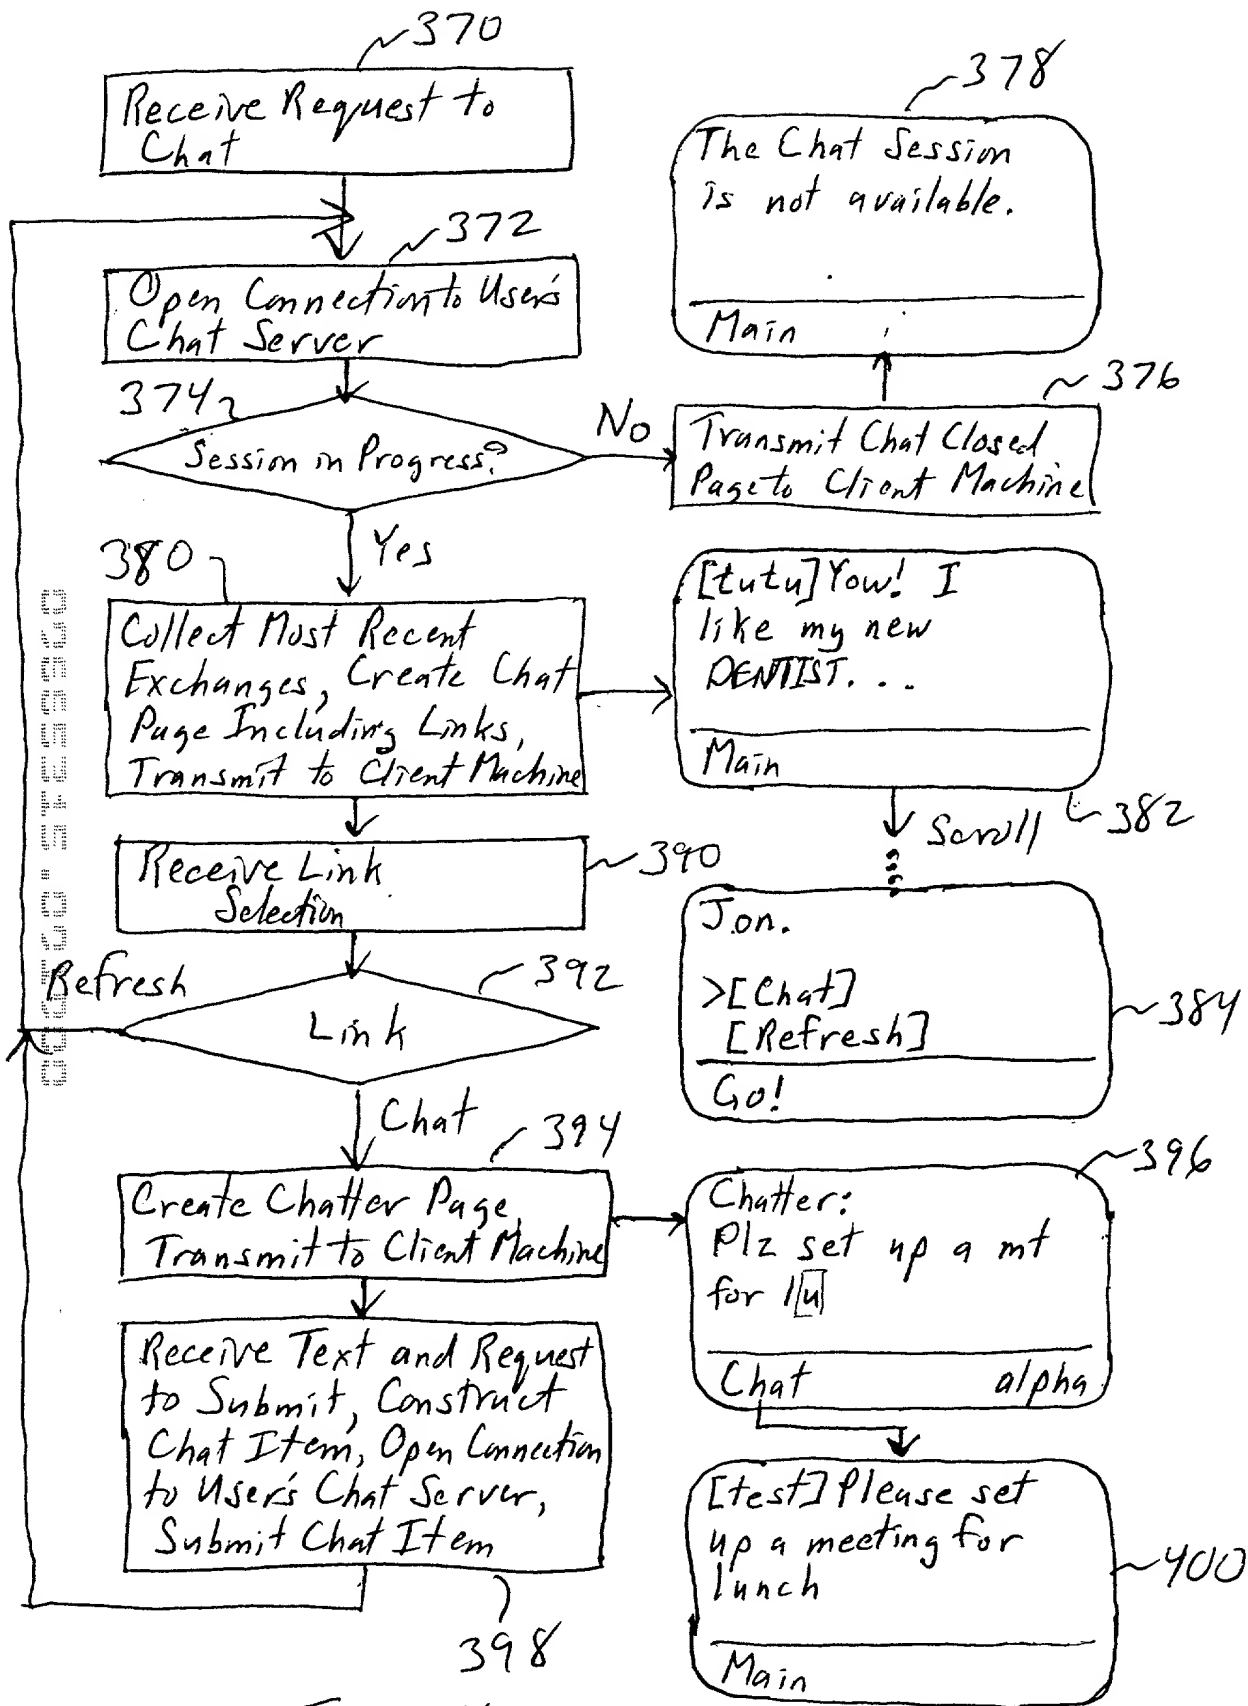 370
Receive Request to
Chat
372
Open Connection to User's
Chat Server
374
Session in Progress?
No
Yes
376
Transmit Chat Closed
Page to Client Machine
378
The Chat Session
is not available.
Main
380
Collect Most Recent
Exchanges, Create Chat
Page Including Links,
Transmit to Client Machine
[tutu] Yow! I
like my new
DENTIST...
Main
382
Scroll
Jon.
>[Chat]
[Refresh]
Go!
384
390
Receive Link
Selection
392
Link
Refresh
Chat
394
Create Chatter Page,
Transmit to Client Machine
396
Chatter:
Plz set up a mt
for lu
Chat alpha
Receive Text and Request
to Submit, Construct
Chat Item, Open Connection
to User's Chat Server,
Submit Chat Item
398
[test] Please set
up a meeting for
lunch
Main
400